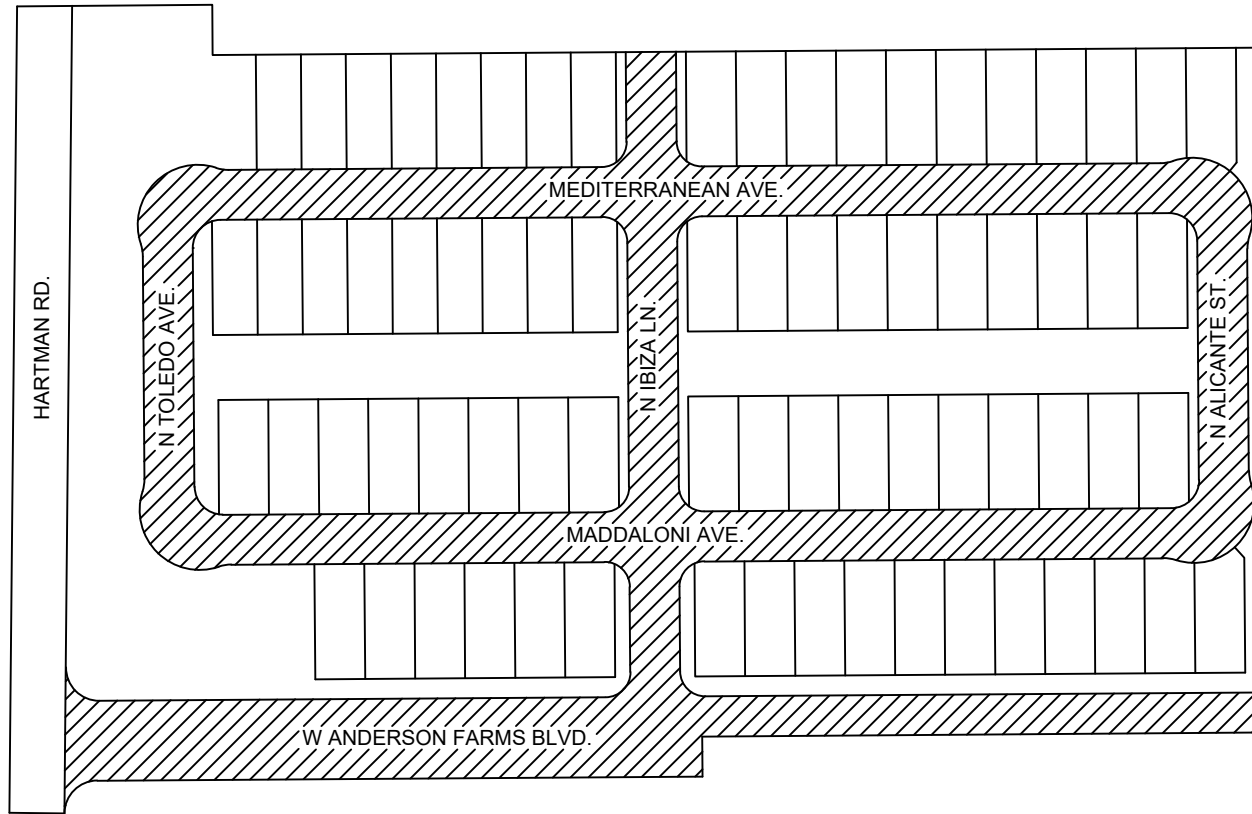 MEDITERRANEAN AVE.
HARTMAN RD.
N TOLEDO AVE.
N IBIZA LN.
N ALICANTE ST.
MADDALONI AVE.
W ANDERSON FARMS BLVD.